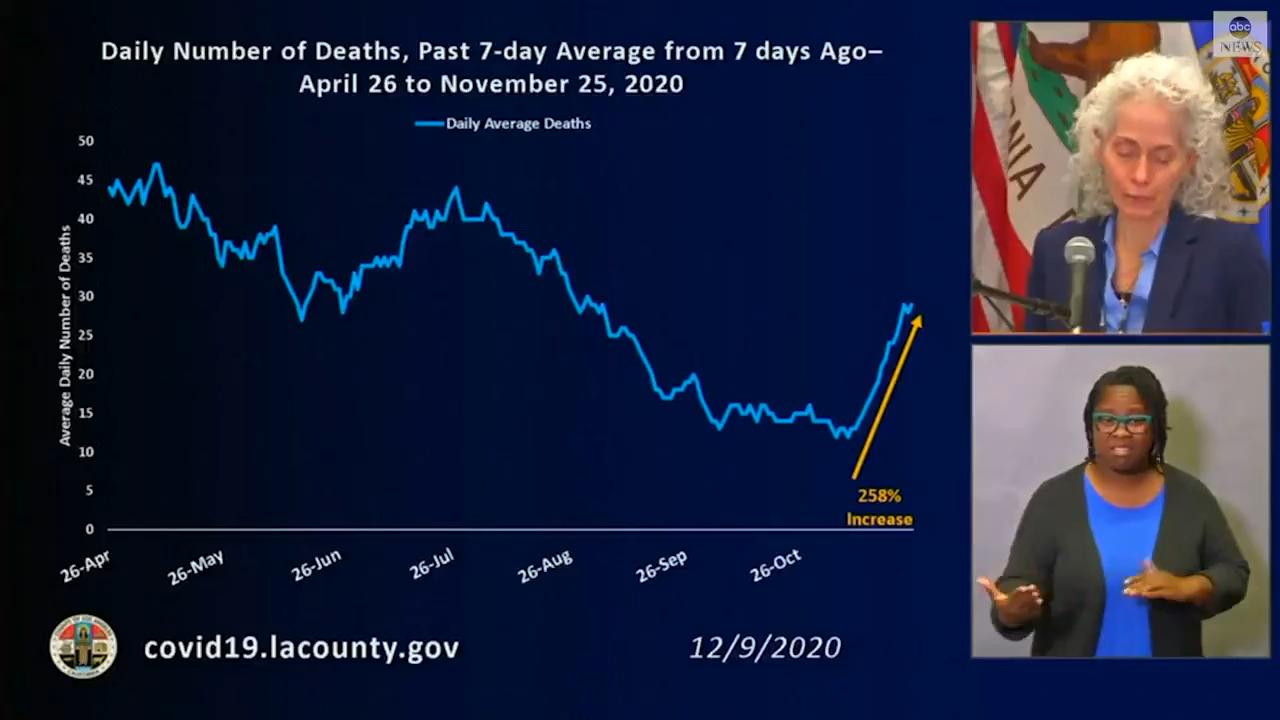 Daily Number of Deaths, Past 7-day Average from 7 days Ago–
April 26 to November 25, 2020
Daily Average Deaths
Average Daily Number of Deaths
50
45
40
35
30
25
20
15
10
5
0
26-Apr
26-May
26-Jun
26-Jul
26-Aug
26-Sep
26-Oct
258%
Increase
covid19.lacounty.gov
12/9/2020
abc
NEWS
NIA